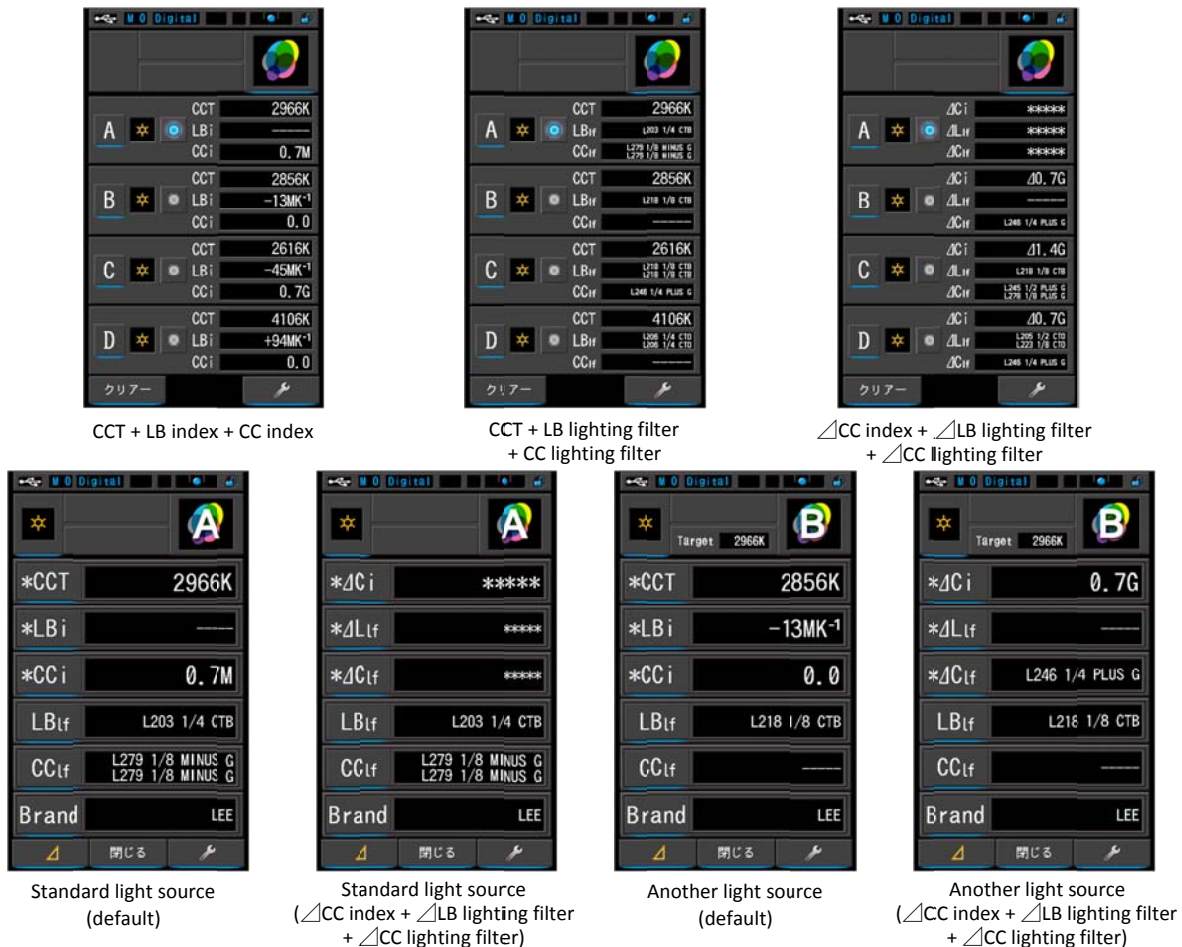 M 0 Digital
A
CCT 2966K
LBi -----
CCi 0.7M
B
CCT 2856K
LBi -13MK⁻¹
CCi 0.0
C
CCT 2616K
LBi -45MK⁻¹
CCi 0.7G
D
CCT 4106K
LBi +94MK⁻¹
CCi 0.0
クリアー
CCT + LB index + CC index
M 0 Digital
A
CCT 2966K
LBlf L203 1/4 CTB
CClf L279 1/8 MINUS G
L279 1/8 MINUS G
B
CCT 2856K
LBlf L218 1/8 CTB
CClf -----
C
CCT 2616K
LBlf L218 1/8 CTB
L218 1/8 CTB
CClf L246 1/4 PLUS G
D
CCT 4106K
LBlf L206 1/4 CTO
L206 1/4 CTO
CClf -----
クリアー
CCT + LB lighting filter
+ CC lighting filter
M 0 Digital
A
⊿Ci *****
⊿Llf *****
⊿Clf *****
B
⊿Ci ⊿0.7G
⊿Llf -----
⊿Clf L246 1/4 PLUS G
C
⊿Ci ⊿1.4G
⊿Llf L218 1/8 CTB
⊿Clf L245 1/2 PLUS G
L278 1/8 PLUS G
D
⊿Ci ⊿0.7G
⊿Llf L205 1/2 CTO
L223 1/8 CTO
⊿Clf L246 1/4 PLUS G
クリアー
⊿CC index + ⊿LB lighting filter
+ ⊿CC lighting filter
M 0 Digital
A
*CCT 2966K
*LBi -----
*CCi 0.7M
LBlf L203 1/4 CTB
CClf L279 1/8 MINUS G
L279 1/8 MINUS G
Brand LEE
⊿ 閉じる
Standard light source
(default)
M 0 Digital
A
*⊿Ci *****
*⊿Llf *****
*⊿Clf *****
LBlf L203 1/4 CTB
CClf L279 1/8 MINUS G
L279 1/8 MINUS G
Brand LEE
⊿ 閉じる
Standard light source
(⊿CC index + ⊿LB lighting filter
+ ⊿CC lighting filter)
M 0 Digital
B
Target 2966K
*CCT 2856K
*LBi -13MK⁻¹
*CCi 0.0
LBlf L218 1/8 CTB
CClf -----
Brand LEE
⊿ 閉じる
Another light source
(default)
M 0 Digital
B
Target 2966K
*⊿Ci 0.7G
*⊿Llf -----
*⊿Clf L246 1/4 PLUS G
LBlf L218 1/8 CTB
CClf -----
Brand LEE
⊿ 閉じる
Another light source
(⊿CC index + ⊿LB lighting filter
+ ⊿CC lighting filter)